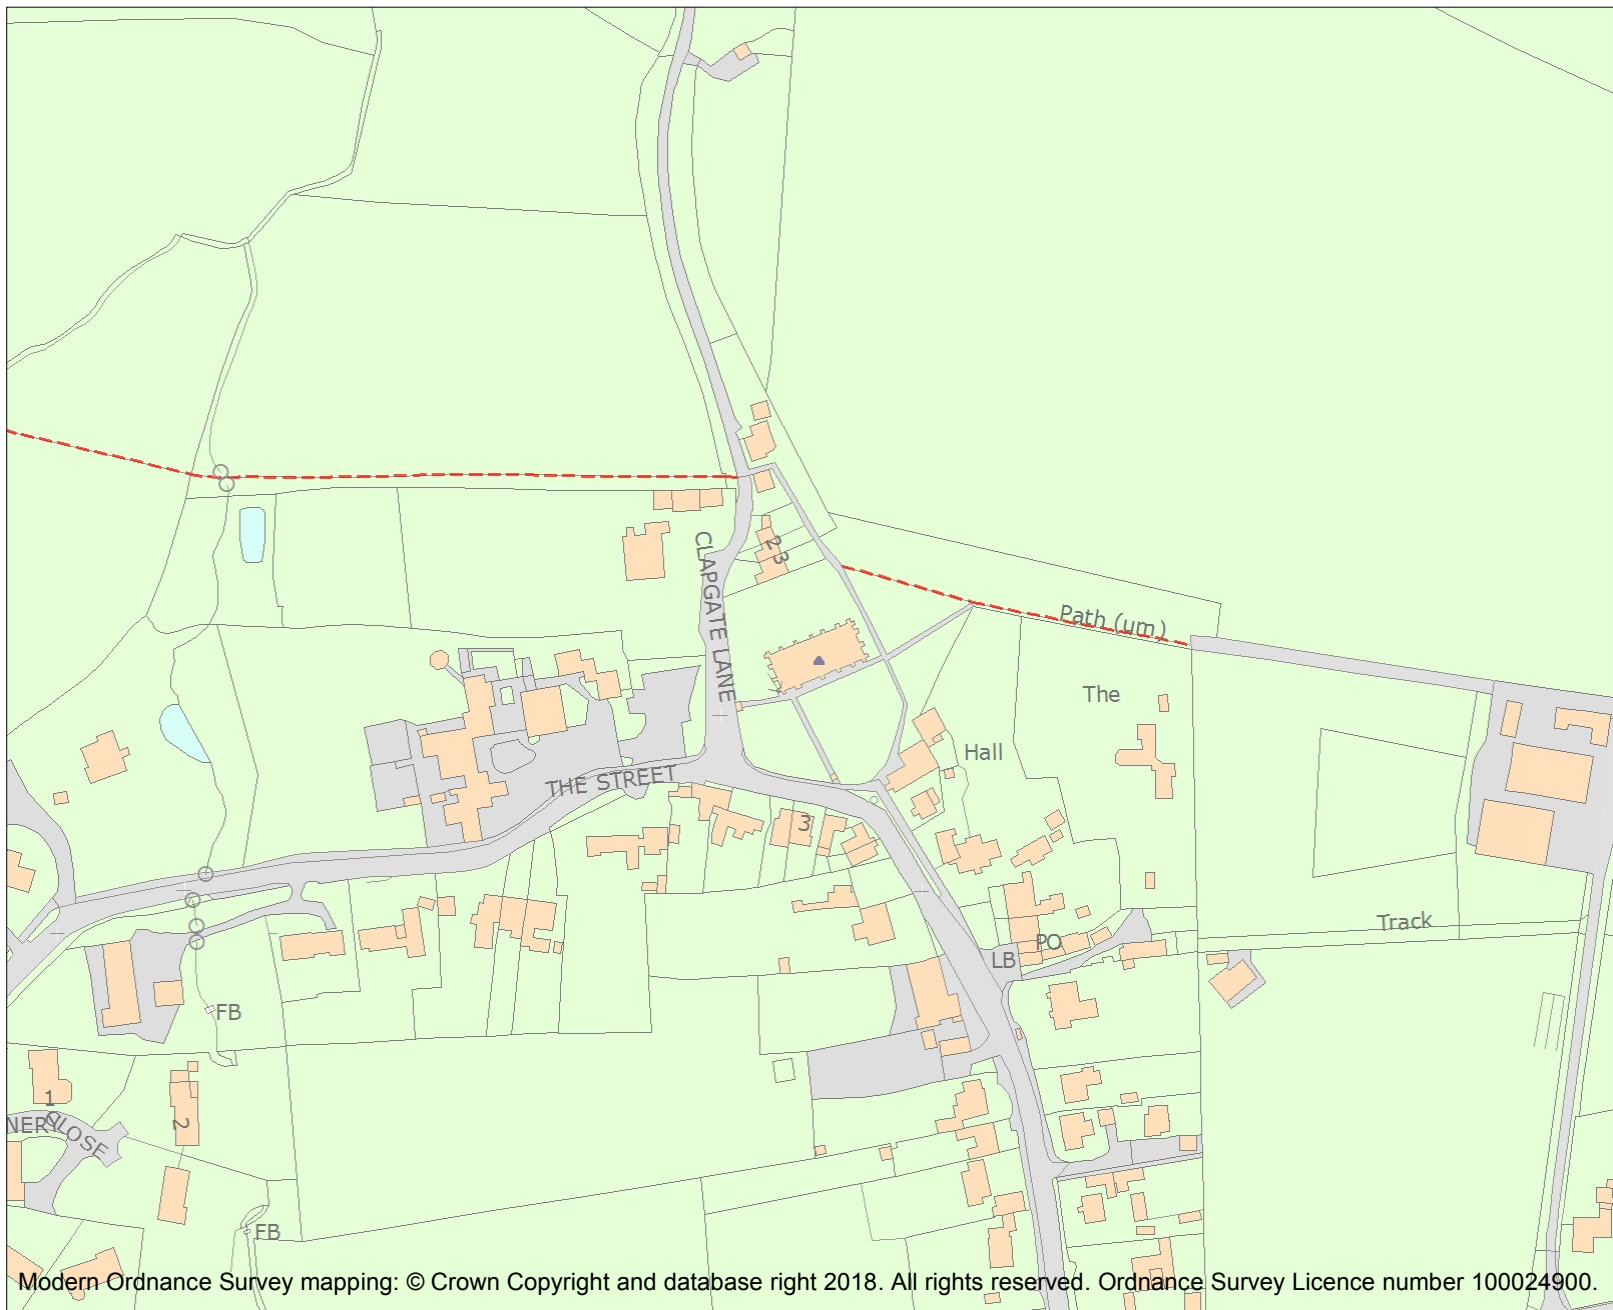 CLAPGATE LANE
2
3
Path (um)
The
Hall
THE STREET
3
Track
PO
LB
FB
1
NERY CLOSE
2
FB
Modern Ordnance Survey mapping: © Crown Copyright and database right 2018. All rights reserved. Ordnance Survey Licence number 100024900.